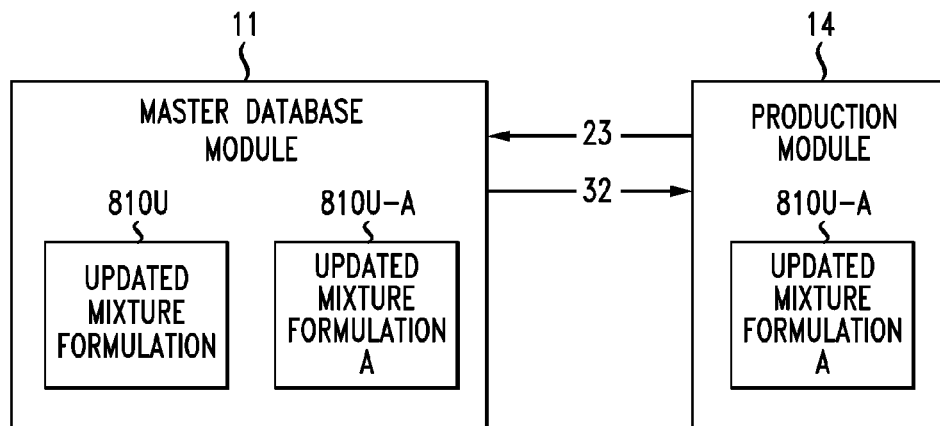 11
14
MASTER DATABASE
MODULE
PRODUCTION
MODULE
23
32
810U
810U-A
810U-A
UPDATED
MIXTURE
FORMULATION
UPDATED
MIXTURE
FORMULATION
A
UPDATED
MIXTURE
FORMULATION
A